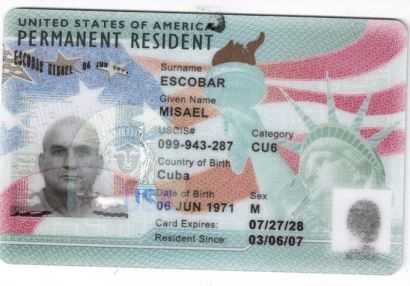 UNITED STATES OF AMERICA
PERMANENT RESIDENT
ESCOBAR MISAEL 06 JUN
Surname
ESCOBAR
Given Name
MISAEL
USCIS# Category
099-943-287 CU6
Country of Birth
Cuba
Date of Birth Sex
06 JUN 1971 M
Card Expires: 07/27/28
Resident Since: 03/06/07